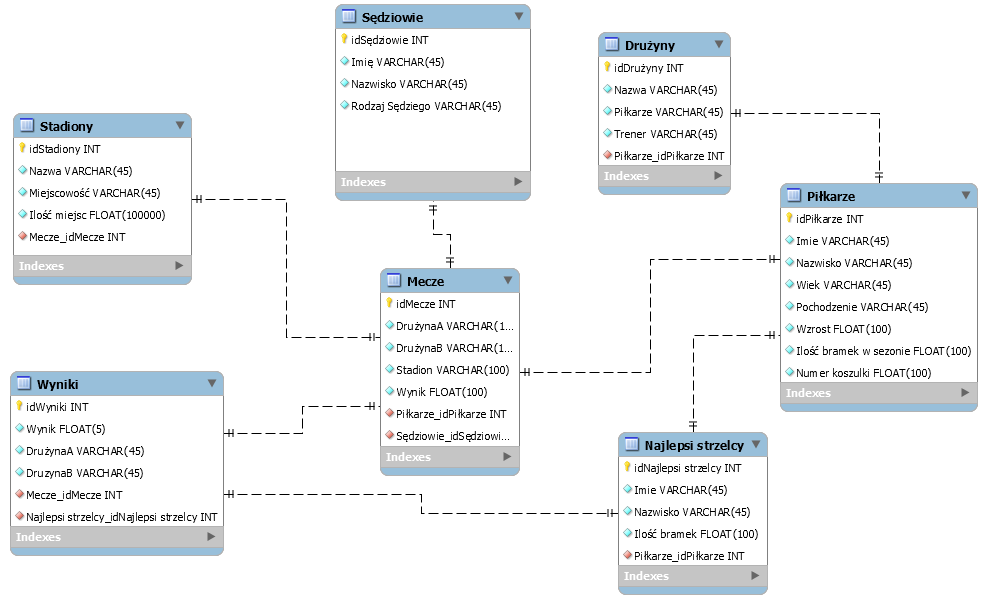 Sędziowie
idSędziowie INT
Imię VARCHAR(45)
Nazwisko VARCHAR(45)
Rodzaj Sędziego VARCHAR(45)
Indexes
Drużyny
idDrużyny INT
Nazwa VARCHAR(45)
Piłkarze VARCHAR(45)
Trener VARCHAR(45)
Piłkarze_idPiłkarze INT
Indexes
Stadiony
idStadiony INT
Nazwa VARCHAR(45)
Miejscowość VARCHAR(45)
Ilość miejsc FLOAT(100000)
Mecze_idMecze INT
Indexes
Piłkarze
idPiłkarze INT
Imie VARCHAR(45)
Nazwisko VARCHAR(45)
Wiek VARCHAR(45)
Pochodzenie VARCHAR(45)
Wzrost FLOAT(100)
Ilość bramek w sezonie FLOAT(100)
Numer koszulki FLOAT(100)
Indexes
Mecze
idMecze INT
DrużynaA VARCHAR(1...
DrużynaB VARCHAR(1...
Stadion VARCHAR(100)
Wynik FLOAT(100)
Piłkarze_idPiłkarze INT
Sędziowie_idSędziowi...
Indexes
Wyniki
idWyniki INT
Wynik FLOAT(5)
DrużynaA VARCHAR(45)
DruzynaB VARCHAR(45)
Mecze_idMecze INT
Najlepsi strzelcy_idNajlepsi strzelcy INT
Indexes
Najlepsi strzelcy
idNajlepsi strzelcy INT
Imie VARCHAR(45)
Nazwisko VARCHAR(45)
Ilość bramek FLOAT(100)
Piłkarze_idPiłkarze INT
Indexes